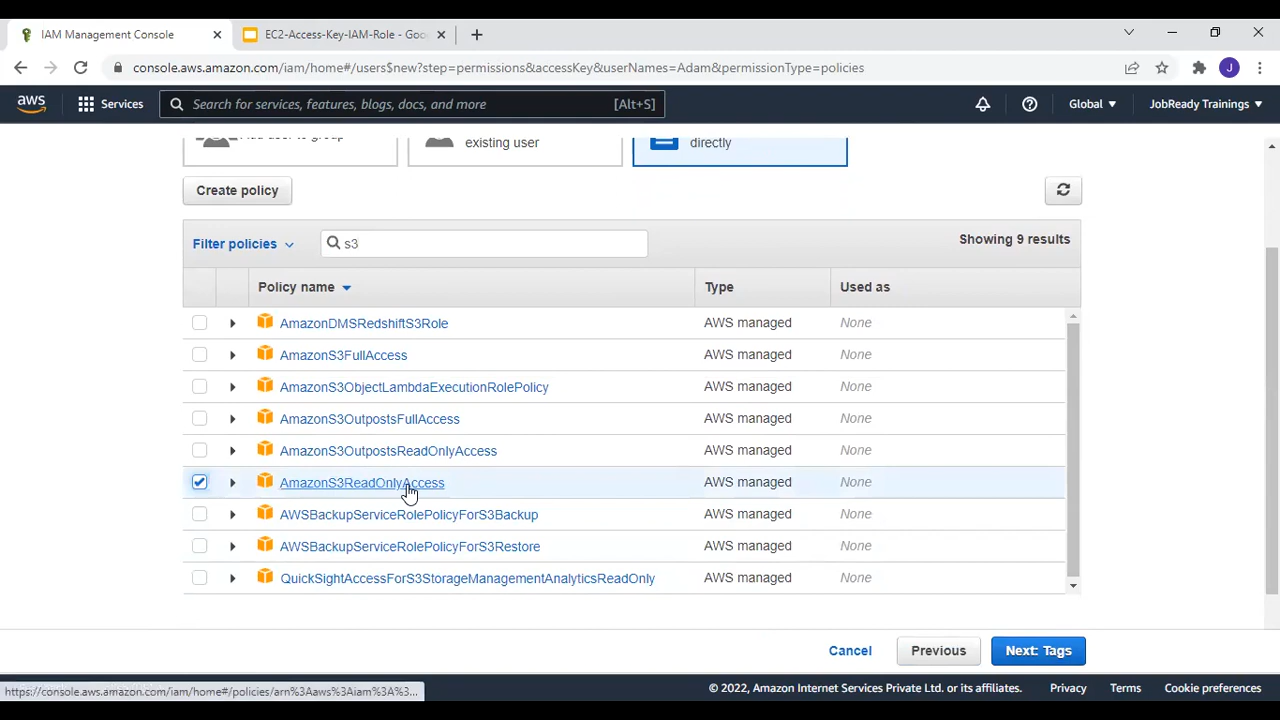 IAM Management Console
EC2-Access-Key-IAM-Role - Goo
console.aws.amazon.com/iam/home#/users$new?step=permissions&accessKey&userNames=Adam&permissionType=policies
J
aws Services Search for services, features, blogs, docs, and more [Alt+S] Global JobReady Trainings
existing user directly
Create policy
Filter policies s3 Showing 9 results
Policy name Type Used as
AmazonDMSRedshiftS3Role AWS managed None
AmazonS3FullAccess AWS managed None
AmazonS3ObjectLambdaExecutionRolePolicy AWS managed None
AmazonS3OutpostsFullAccess AWS managed None
AmazonS3OutpostsReadOnlyAccess AWS managed None
AmazonS3ReadOnlyAccess AWS managed None
AWSBackupServiceRolePolicyForS3Backup AWS managed None
AWSBackupServiceRolePolicyForS3Restore AWS managed None
QuickSightAccessForS3StorageManagementAnalyticsReadOnly AWS managed None
Cancel Previous Next: Tags
https://console.aws.amazon.com/iam/home#/policies/arn%3Aaws%3Aiam%3A%3...
© 2022, Amazon Internet Services Private Ltd. or its affiliates. Privacy Terms Cookie preferences